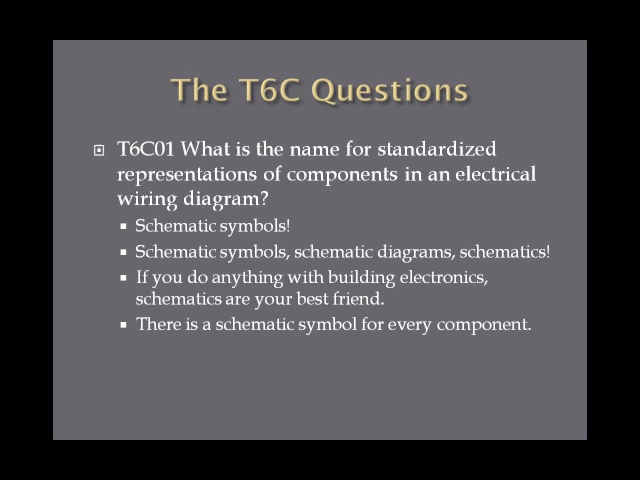 The T6C Questions
T6C01 What is the name for standardized
representations of components in an electrical
wiring diagram?
Schematic symbols!
Schematic symbols, schematic diagrams, schematics!
If you do anything with building electronics,
schematics are your best friend.
There is a schematic symbol for every component.